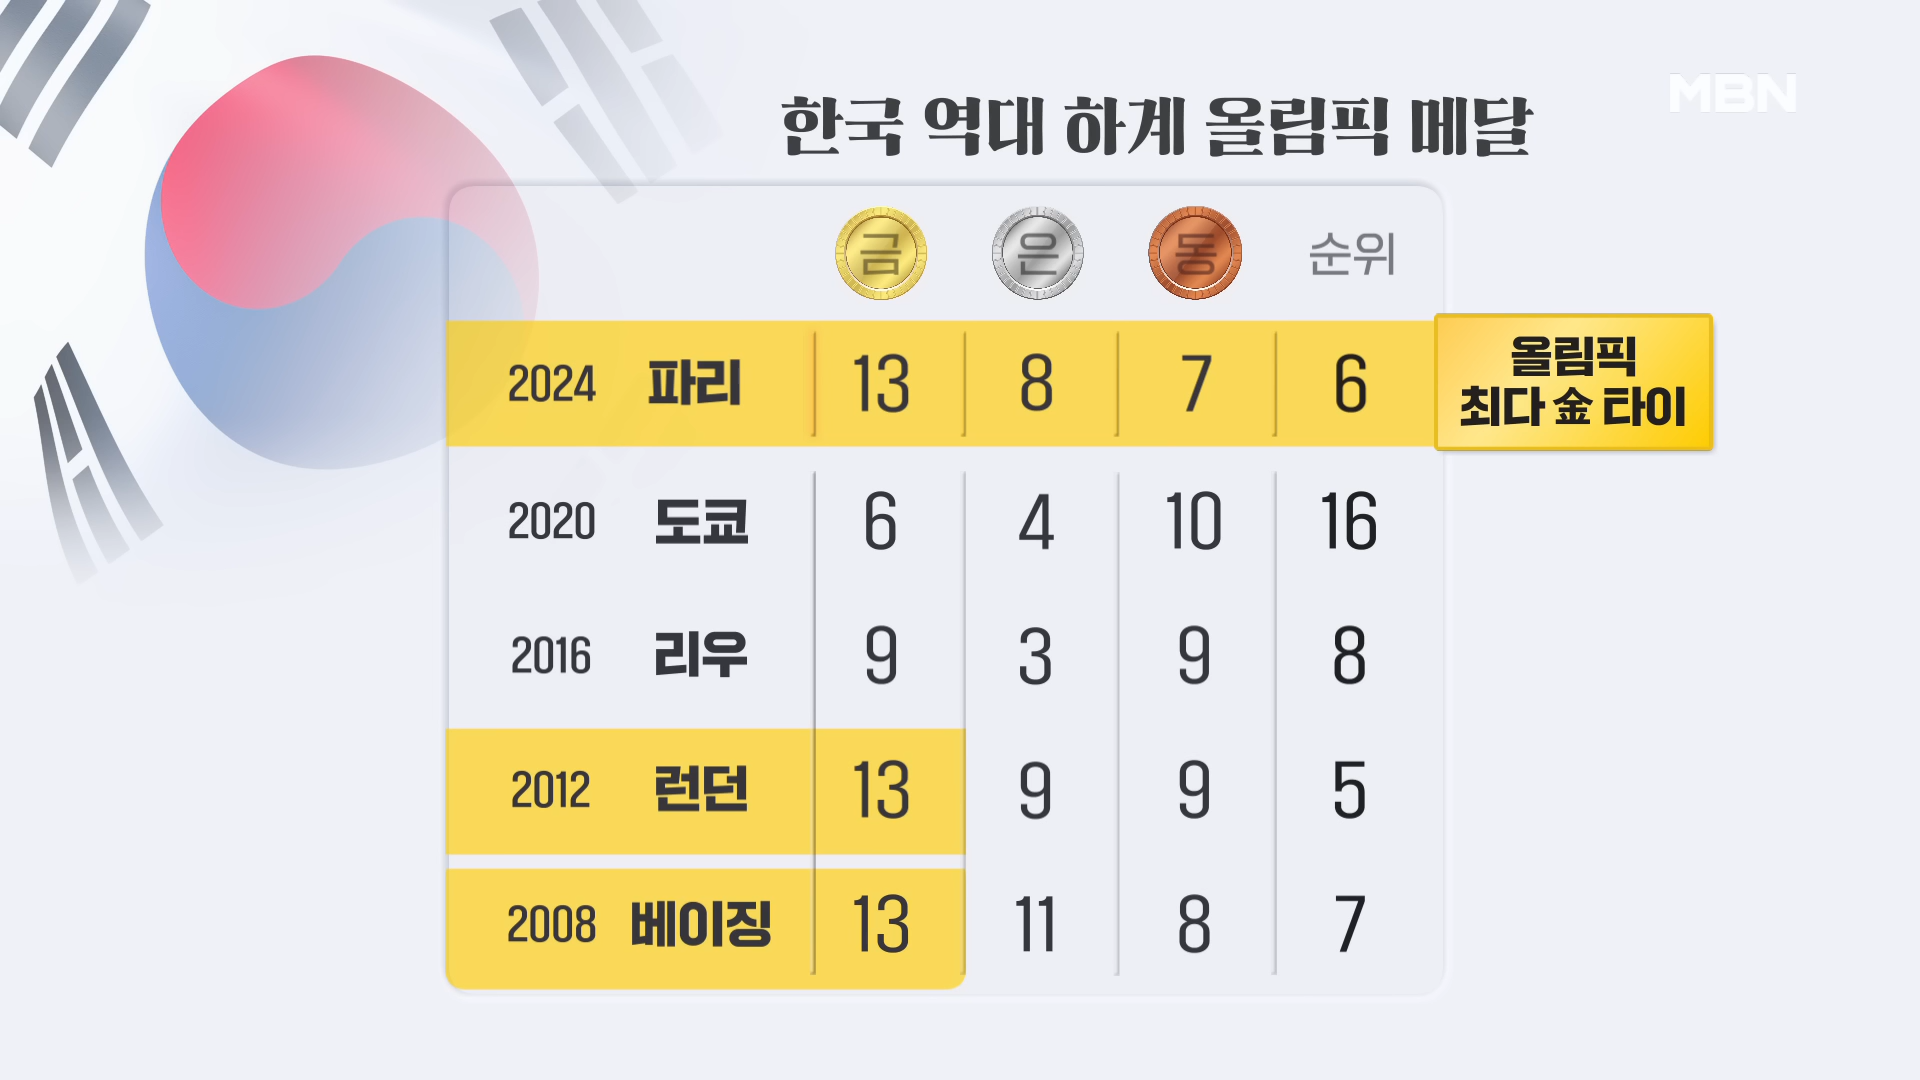 MBN
한국 역대 하계 올림픽 메달
금 은 동 순위
2024 파리 13 8 7 6
올림픽
최다 金 타이
2020 도쿄 6 4 10 16
2016 리우 9 3 9 8
2012 런던 13 9 9 5
2008 베이징 13 11 8 7